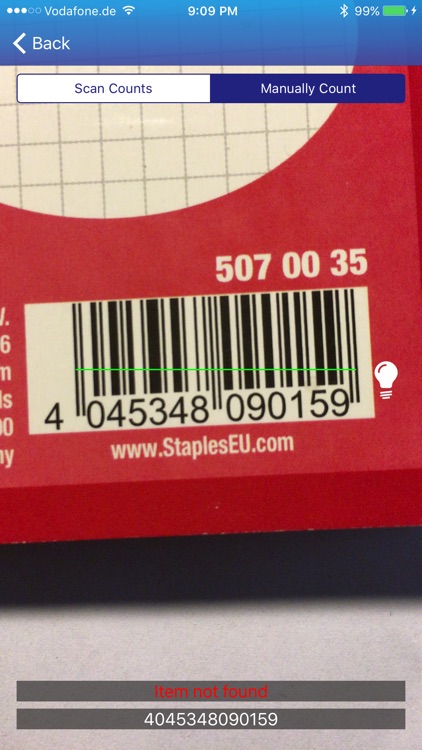 Vodafone.de
9:09 PM
99%
Back
Scan Counts
Manually Count
507 00 35
4 045348 090159
www.StaplesEU.com
Item not found
4045348090159